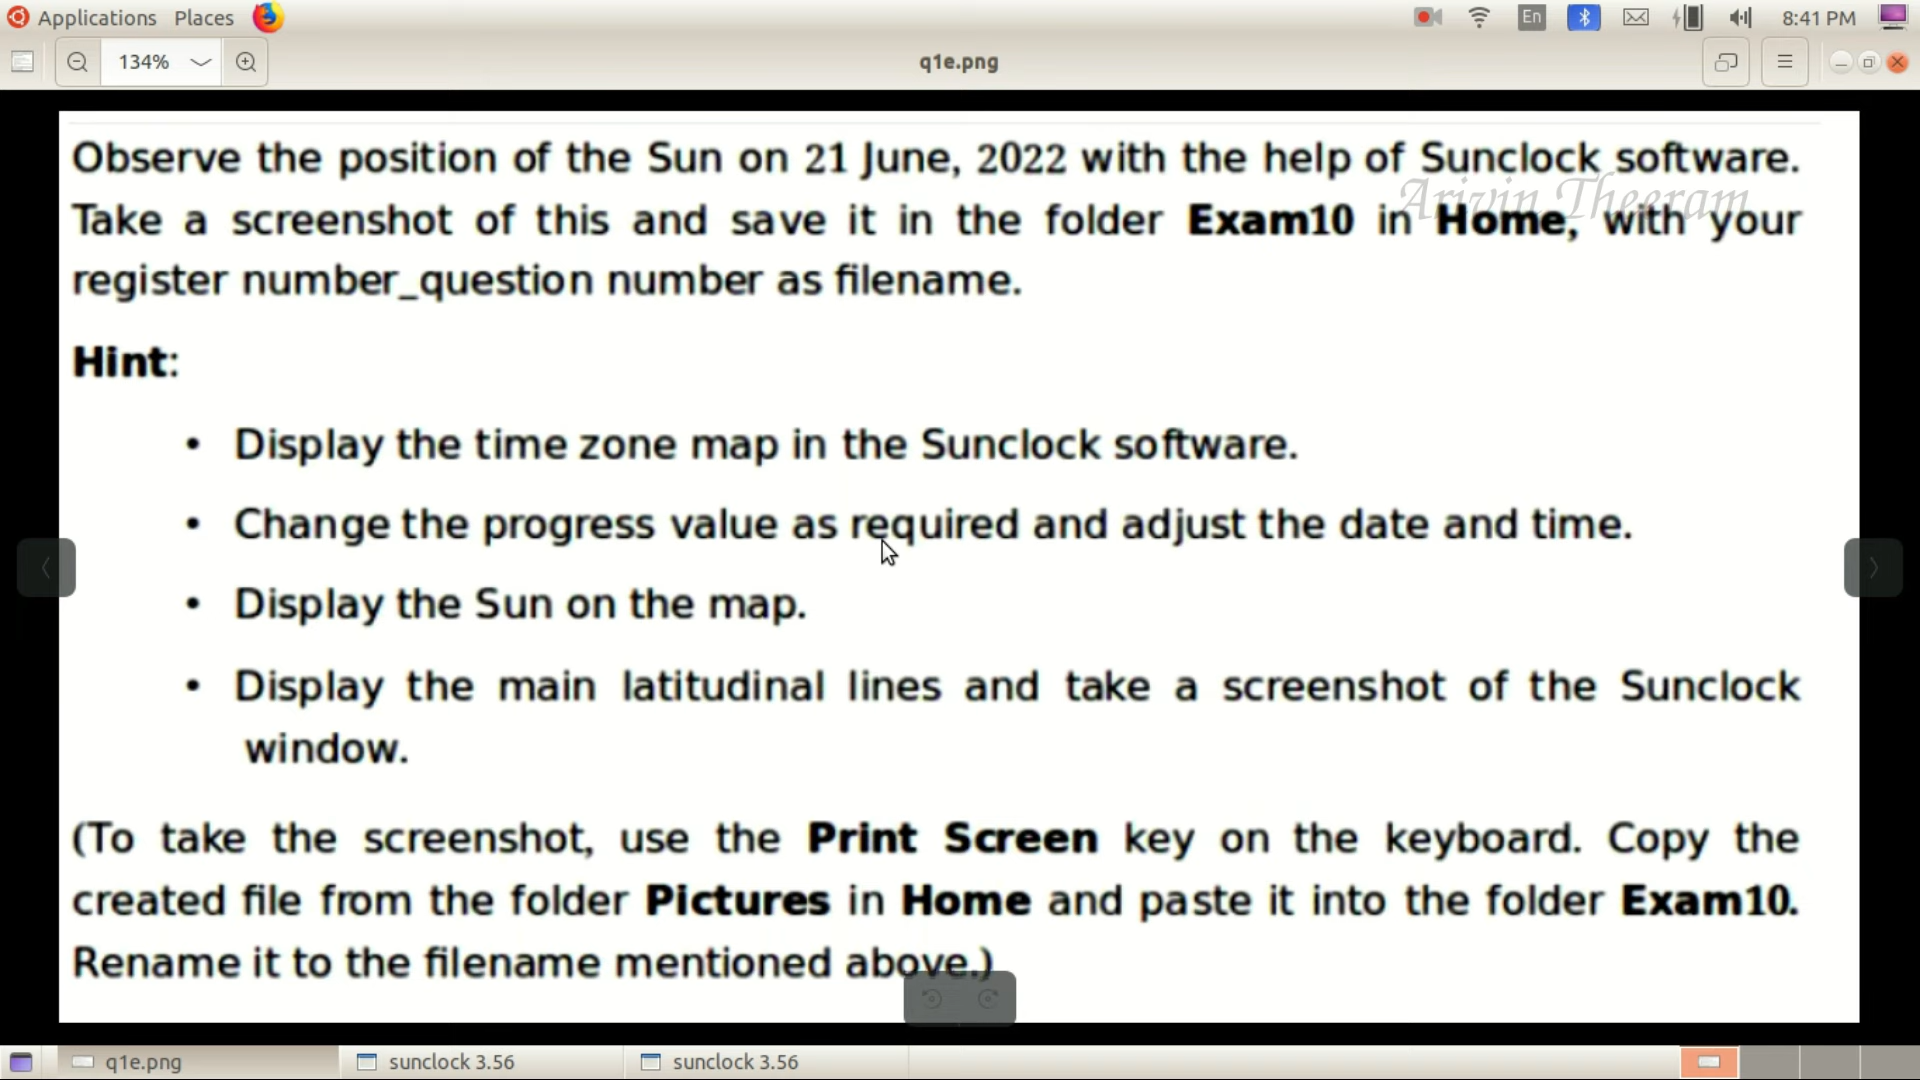 Applications Places
En
8:41 PM
134%
q1e.png
Observe the position of the Sun on 21 June, 2022 with the help of Sunclock software.
Arivin Theeram
Take a screenshot of this and save it in the folder Exam10 in Home, with your
register number_question number as filename.
Hint:
• Display the time zone map in the Sunclock software.
• Change the progress value as required and adjust the date and time.
• Display the Sun on the map.
• Display the main latitudinal lines and take a screenshot of the Sunclock
window.
(To take the screenshot, use the Print Screen key on the keyboard. Copy the
created file from the folder Pictures in Home and paste it into the folder Exam10.
Rename it to the filename mentioned above.)
q1e.png
sunclock 3.56
sunclock 3.56